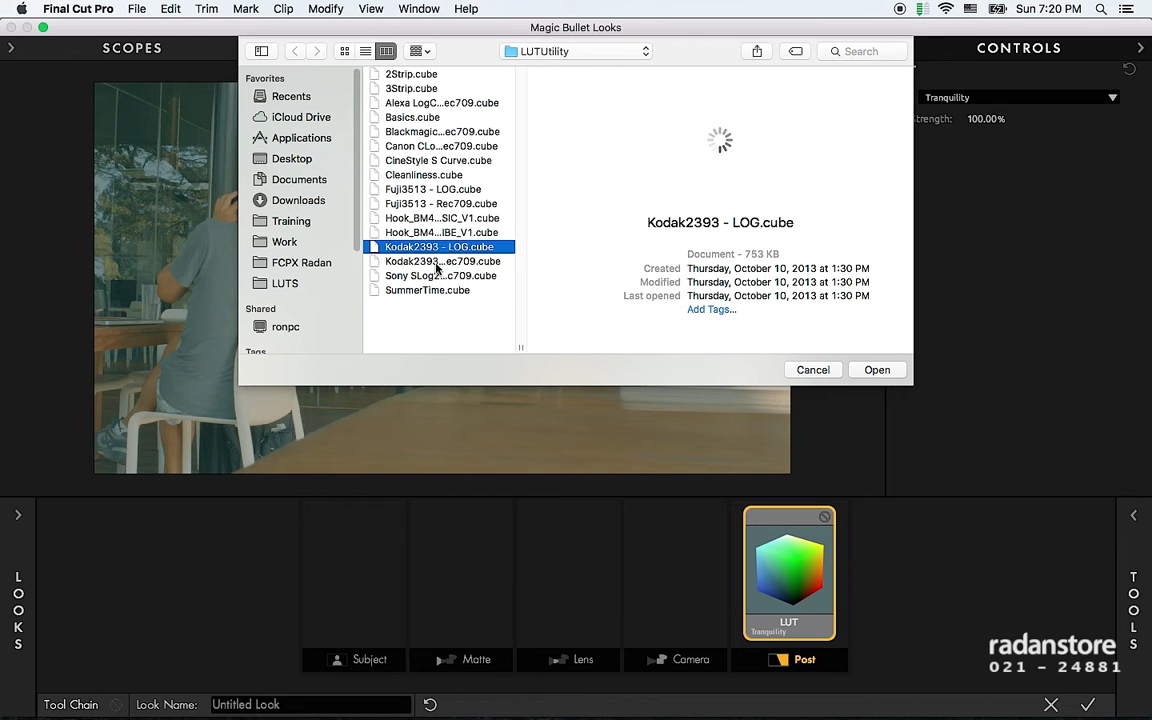 Final Cut Pro File Edit Trim Mark Clip Modify View Window Help Sun 7:20 PM
Magic Bullet Looks
SCOPES
LUTUtility
Search
CONTROLS
Favorites
Recents
iCloud Drive
Applications
Desktop
Documents
Downloads
Training
Work
FCPX Radan
LUTS
Shared
ronpc
Tags
2Strip.cube
3Strip.cube
Alexa LogC...ec709.cube
Basics.cube
Blackmagic...ec709.cube
Canon CLo...ec709.cube
CineStyle S Curve.cube
Cleanliness.cube
Fuji3513 - LOG.cube
Fuji3513 - Rec709.cube
Hook_BM4...SIC_V1.cube
Hook_BM4...IBE_V1.cube
Kodak2393 - LOG.cube
Kodak2393...ec709.cube
Sony SLog2...c709.cube
SummerTime.cube
Kodak2393 - LOG.cube
Document - 753 KB
Created Thursday, October 10, 2013 at 1:30 PM
Modified Thursday, October 10, 2013 at 1:30 PM
Last opened Thursday, October 10, 2013 at 1:30 PM
Add Tags...
Cancel Open
Tranquility
trength: 100.00%
LOOKS
LUT
Tranquility
Subject Matte Lens Camera Post
TOOLS
radanstore
021 - 24881
Tool Chain Look Name: Untitled Look